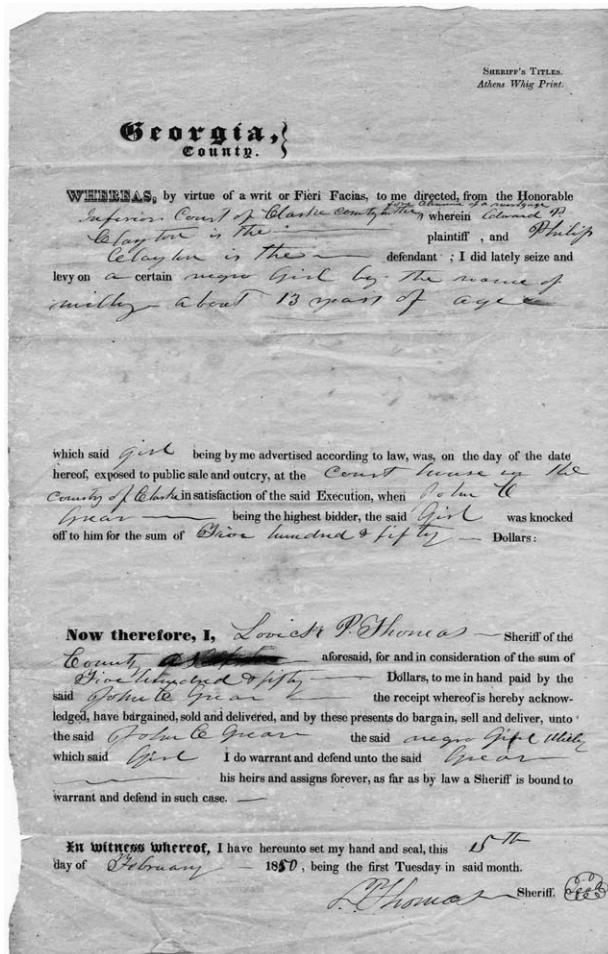 SHERIFF'S TITLES.
Athens Whig Print.
Georgia,
County.
WHEREAS, by virtue of a writ or Fieri Facias, to me directed, from the Honorable
fore closure of a mortgage
Inferior Court of Clarke county wherein Edward P
Clayton is the plaintiff , and Philip
Clayton is the defendant ; I did lately seize and
levy on a certain negro Girl by the name of
milly about 13 years of age
which said girl being by me advertised according to law, was, on the day of the date
hereof, exposed to public sale and outcry, at the Court house in the
County of Clarke in satisfaction of the said Execution, when John C
being the highest bidder, the said Girl was knocked
off to him for the sum of Five hundred & fifty Dollars:
Now therefore, I, Lovick P. Thomas Sheriff of the
County aforesaid, for and in consideration of the sum of
Five hundred & fifty Dollars, to me in hand paid by the
said John C the receipt whereof is hereby acknow-
ledged, have bargained, sold and delivered, and by these presents do bargain, sell and deliver, unto
the said John C the said negro Girl Milly
which said Girl I do warrant and defend unto the said
his heirs and assigns forever, as far as by law a Sheriff is bound to
warrant and defend in such case.
In witness whereof, I have hereunto set my hand and seal, this 15th
day of February 1850, being the first Tuesday in said month.
L P Thomas Sheriff.